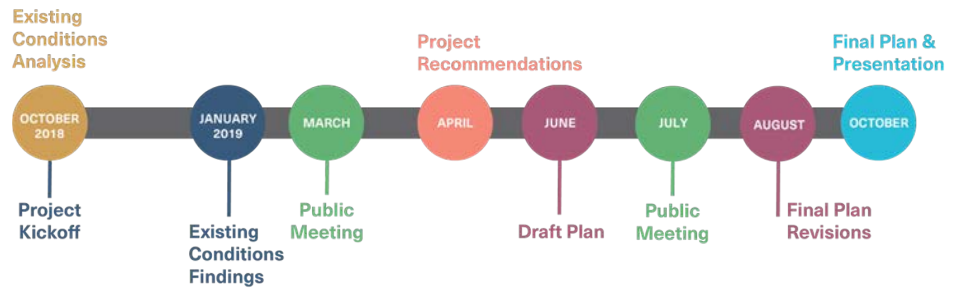 Existing
Conditions
Analysis
Project
Recommendations
Final Plan &
Presentation
OCTOBER
2018
JANUARY
2019
MARCH
APRIL
JUNE
JULY
AUGUST
OCTOBER
Project
Kickoff
Existing
Conditions
Findings
Public
Meeting
Draft Plan
Public
Meeting
Final Plan
Revisions